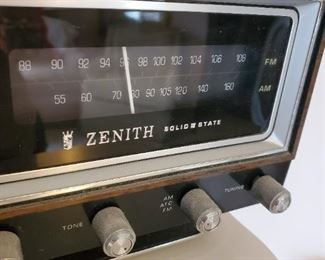 88 90 92 94 96 98 100 102 104 106 108 FM
55 60 70 80 90 105 120 140 160 AM
ZENITH SOLID STATE
TONE
AM
AFC
FM
TUNING